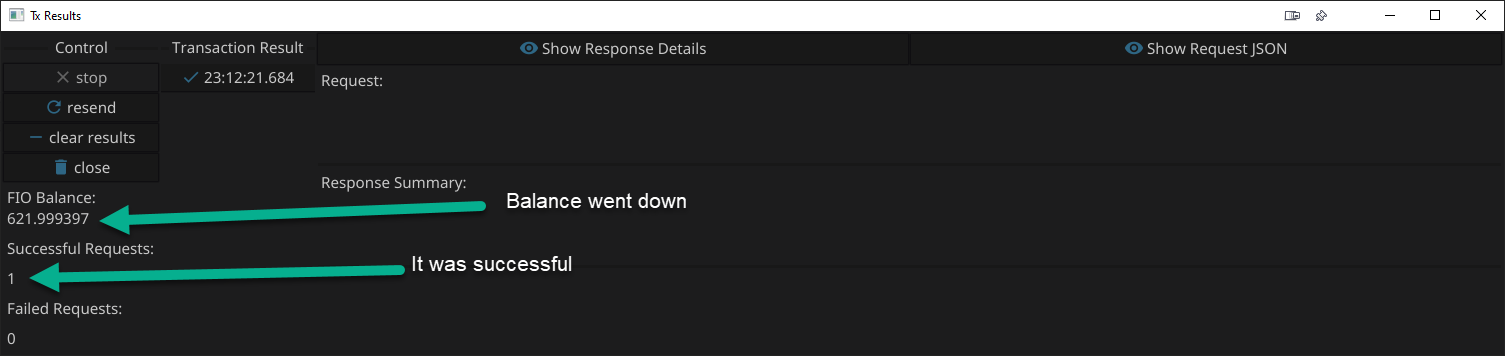 Tx Results
Control
Transaction Result
Show Response Details
Show Request JSON
stop
23:12:21.684
Request:
resend
clear results
close
Response Summary:
FIO Balance:
621.999397
Balance went down
Successful Requests:
It was successful
1
Failed Requests:
0